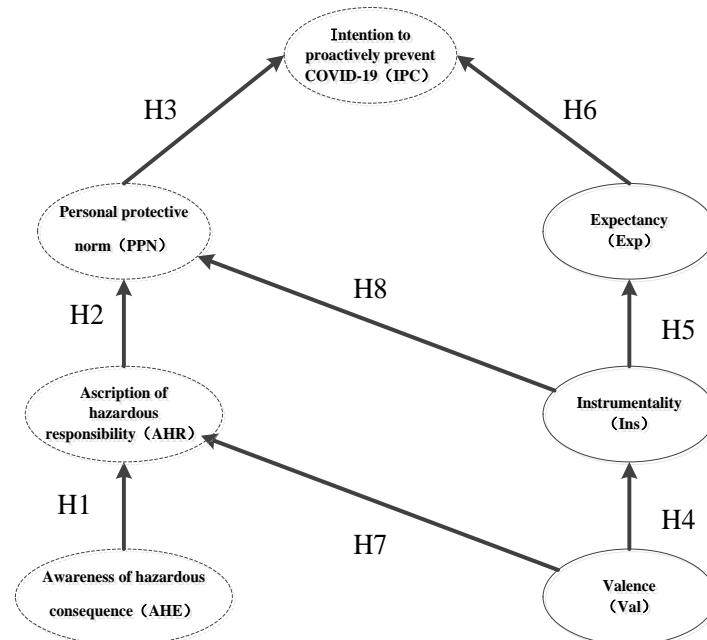 Intention to
proactively prevent
COVID-19（IPC）
H3
H6
Personal protective
norm（PPN）
Expectancy
（Exp）
H8
H2
H5
Ascription of
hazardous
responsibility（AHR）
Instrumentality
（Ins）
H1
H7
H4
Awareness of hazardous
consequence（AHE）
Valence
（Val）